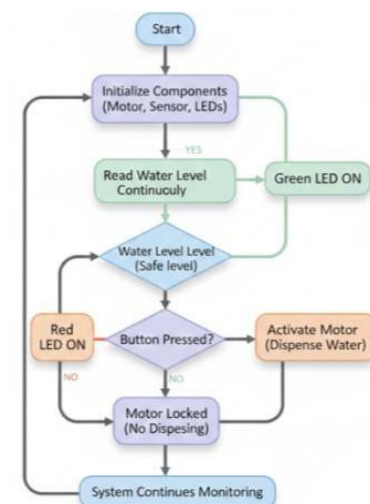 Start
Initialize Components
(Motor, Sensor, LEDs)
YES
Read Water Level
Continuculy
Green LED ON
Water Level Level
(Safe level)
Red
LED ON
Button Pressed?
Activate Motor
(Dispense Water)
NO
NO
Motor Locked
(No Dispesing)
System Continues Monitoring